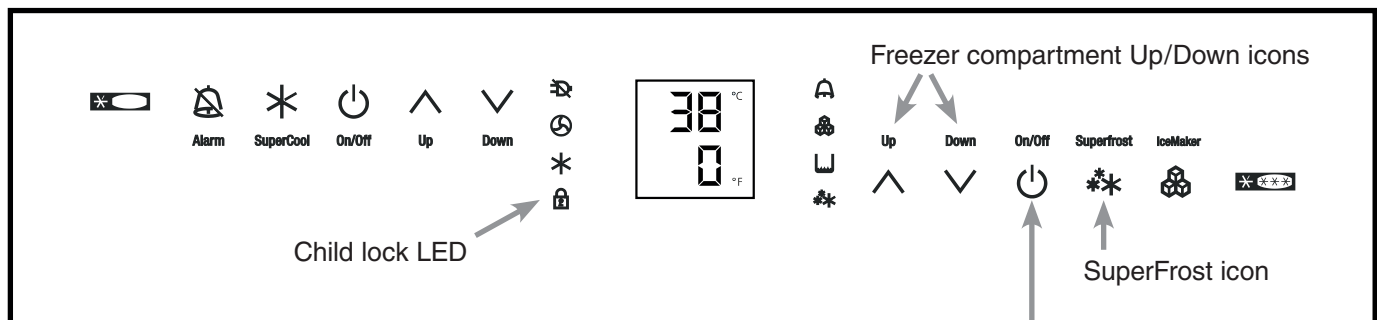 Freezer compartment Up/Down icons
38 °C
0 °F
Alarm SuperCool On/Off Up Down
Up Down On/Off Superfrost IceMaker
Child lock LED
SuperFrost icon